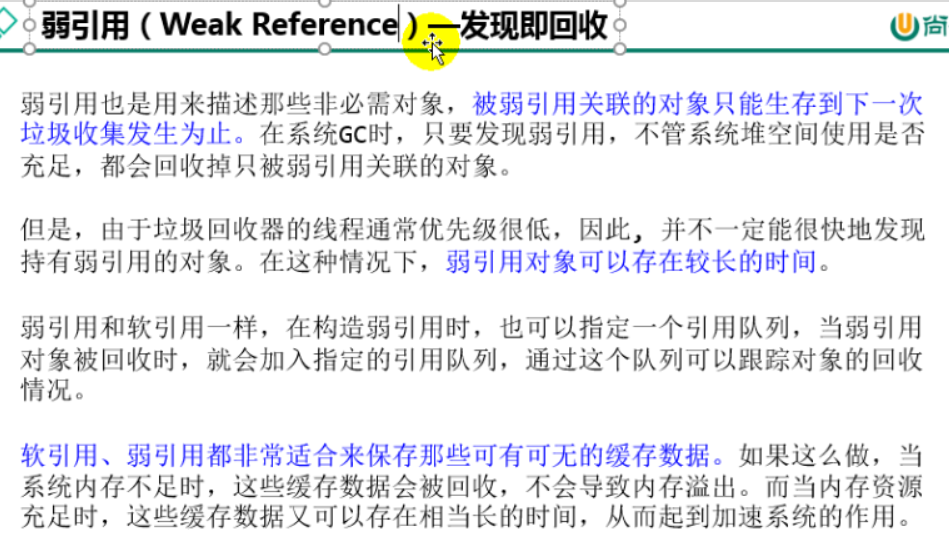 弱引用（Weak Reference）—发现即回收
尚
弱引用也是用来描述那些非必需对象，被弱引用关联的对象只能生存到下一次
垃圾收集发生为止。在系统GC时，只要发现弱引用，不管系统堆空间使用是否
充足，都会回收掉只被弱引用关联的对象。
但是，由于垃圾回收器的线程通常优先级很低，因此，并不一定能很快地发现
持有弱引用的对象。在这种情况下，弱引用对象可以存在较长的时间。
弱引用和软引用一样，在构造弱引用时，也可以指定一个引用队列，当弱引用
对象被回收时，就会加入指定的引用队列，通过这个队列可以跟踪对象的回收
情况。
软引用、弱引用都非常适合来保存那些可有可无的缓存数据。如果这么做，当
系统内存不足时，这些缓存数据会被回收，不会导致内存溢出。而当内存资源
充足时，这些缓存数据又可以存在相当长的时间，从而起到加速系统的作用。